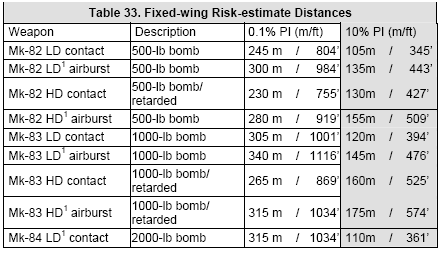 Table 33. Fixed-wing Risk-estimate Distances
Weapon Description 0.1% PI (m/ft) 10% PI (m/ft)
Mk-82 LD contact 500-lb bomb 245 m / 804' 105m / 345'
Mk-82 LD¹ airburst 500-lb bomb 300 m / 984' 135m / 443'
Mk-82 HD contact 500-lb bomb/ retarded 230 m / 755' 130m / 427'
Mk-82 HD¹ airburst 500-lb bomb 280 m / 919' 155m / 509'
Mk-83 LD contact 1000-lb bomb 305 m / 1001' 120m / 394'
Mk-83 LD¹ airburst 1000-lb bomb 340 m / 1116' 145m / 476'
Mk-83 HD contact 1000-lb bomb/ retarded 265 m / 869' 160m / 525'
Mk-83 HD¹ airburst 1000-lb bomb/ retarded 315 m / 1034' 175m / 574'
Mk-84 LD¹ contact 2000-lb bomb 315 m / 1034' 110m / 361'